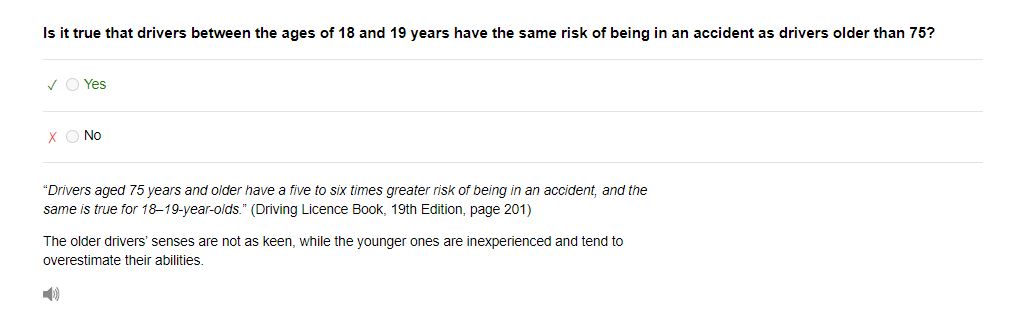 Is it true that drivers between the ages of 18 and 19 years have the same risk of being in an accident as drivers older than 75?
✓ Yes
X No
“Drivers aged 75 years and older have a five to six times greater risk of being in an accident, and the
same is true for 18–19-year-olds.” (Driving Licence Book, 19th Edition, page 201)
The older drivers’ senses are not as keen, while the younger ones are inexperienced and tend to
overestimate their abilities.